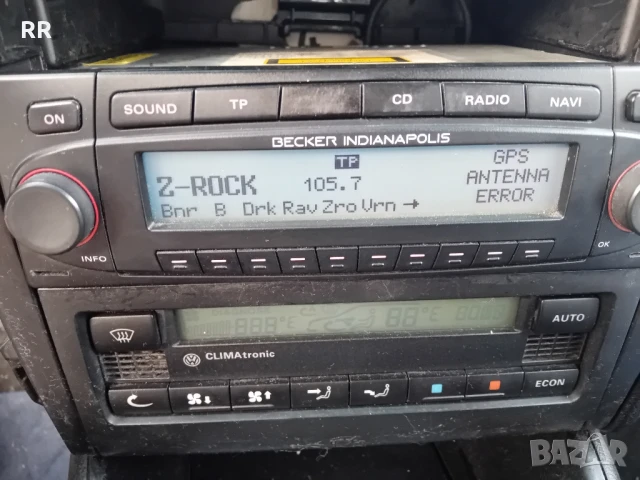 RR
SOUND TP CD RADIO NAVI
ON
BECKER INDIANAPOLIS
TP
GPS
Z-ROCK 105.7 ANTENNA
ERROR
Bnr B Drk Rav Zro Vrn →
INFO OK
AUTO
CLIMAtronic
ECON
BAZAR